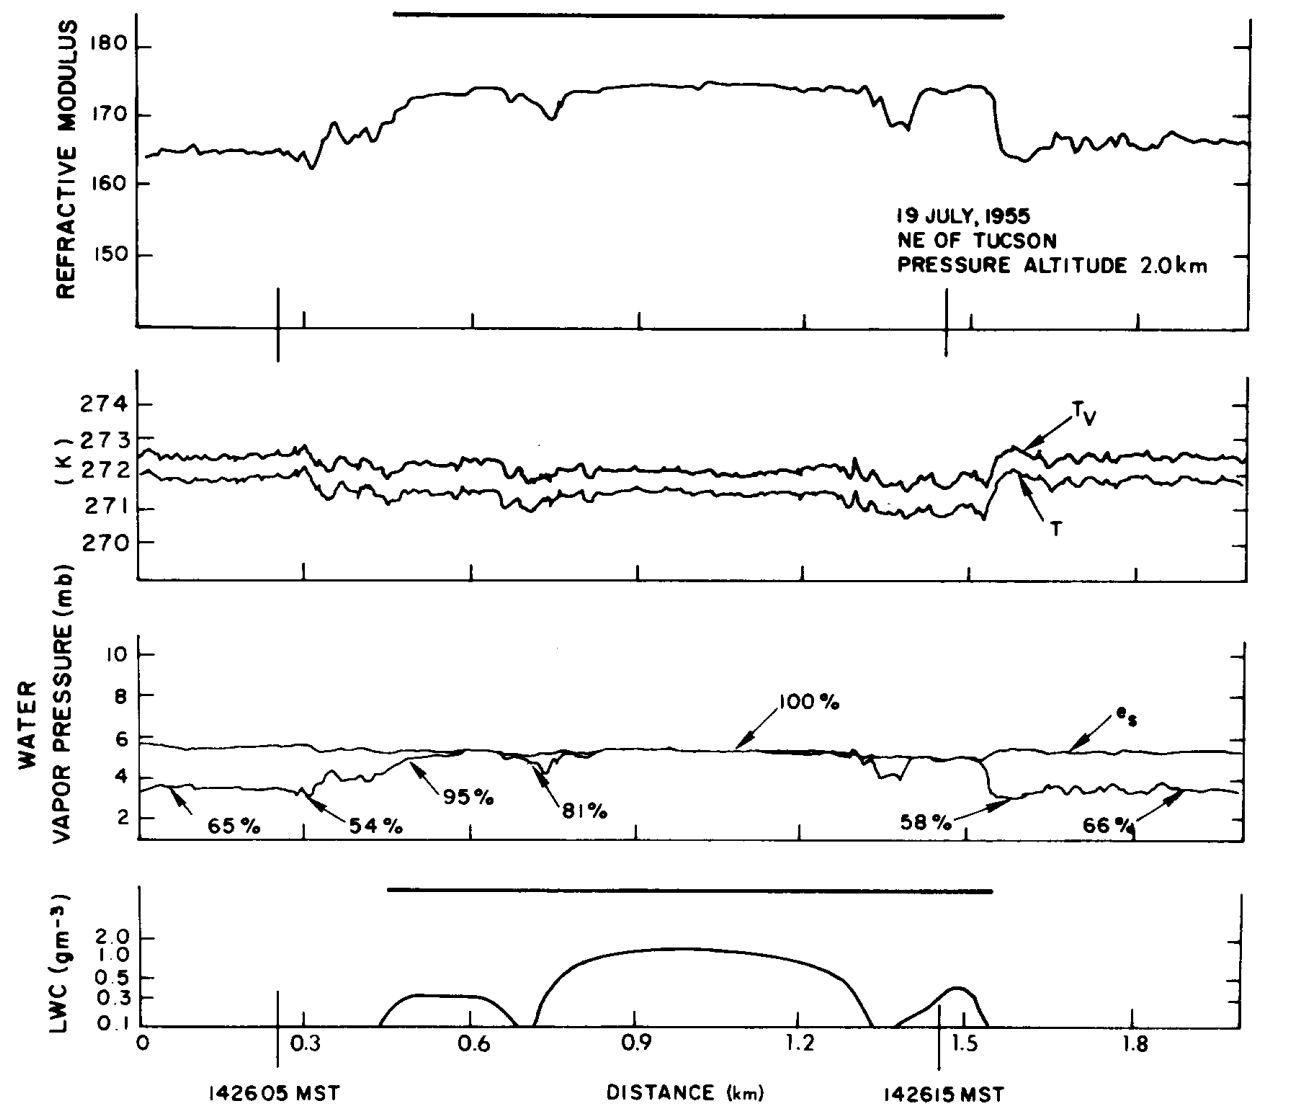 REFRACTIVE MODULUS
180
170
160
150
19 JULY, 1955
NE OF TUCSON
PRESSURE ALTITUDE 2.0km
(K)
274
273
272
271
270
Tv
T
WATER
VAPOR PRESSURE (mb)
10
8
6
4
2
100%
es
95%
81%
65%
54%
58%
66%
LWC (gm⁻³)
2.0
1.0
0.5
0.3
0.1
0 0.3 0.6 0.9 1.2 1.5 1.8
142605 MST DISTANCE (km) 142615 MST